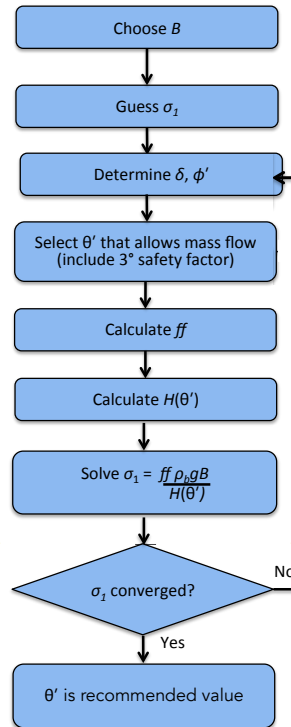 Choose B
Guess σ1
Determine δ, ϕ′
Select θ′ that allows mass flow
(include 3° safety factor)
Calculate ff
Calculate H(θ′)
Solve σ1 = ff ρbgB
H(θ′)
σ1 converged?
No
Yes
θ′ is recommended value